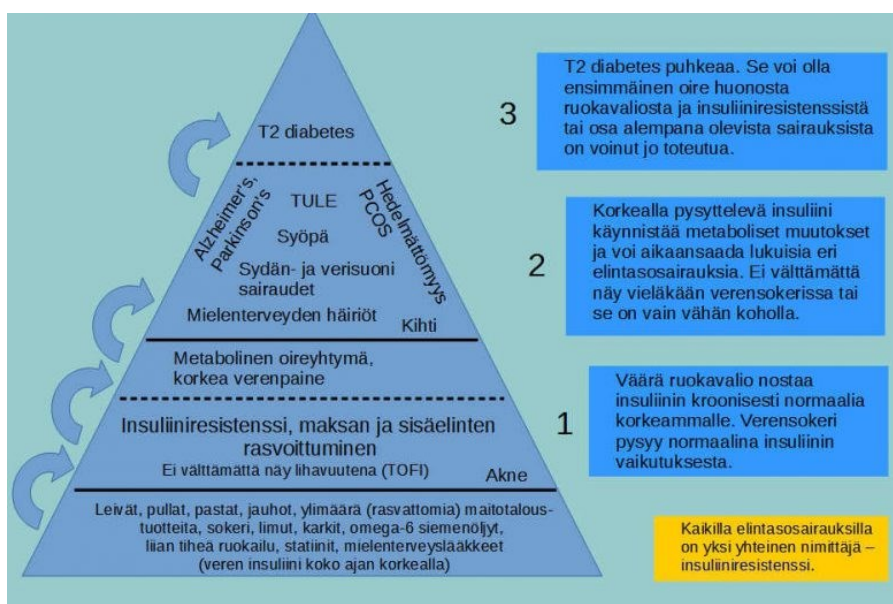 T2 diabetes
Alzheimer's,
Parkinson's
TULE
Syöpä
Sydän- ja verisuoni
sairaudet
Mielenterveyden häiriöt
Hedelmättömyys
PCOS
Kihti
Metabolinen oireyhtymä,
korkea verenpaine
Insuliiniresistenssi, maksan ja sisäelinten
rasvoittuminen
Ei välttämättä näy lihavuutena (TOFI)
Akne
Leivät, pullat, pastat, jauhot, ylimäärä (rasvattomia) maitotalous-
tuotteita, sokeri, limut, karkit, omega-6 siemenöljyt,
liian tiheä ruokailu, statiinit, mielenterveyslääkkeet
(veren insuliini koko ajan korkealla)
3
T2 diabetes puhkeaa. Se voi olla
ensimmäinen oire huonosta
ruokavaliosta ja insuliiniresistenssistä
tai osa alempana olevista sairauksista
on voinut jo toteutua.
2
Korkealla pysyttelevä insuliini
käynnistää metaboliset muutokset
ja voi aikaansaada lukuisia eri
elintasosairauksia. Ei välttämättä
näy vieläkään verensokerissa tai
se on vain vähän koholla.
1
Väärä ruokavalio nostaa
insuliinin kroonisesti normaalia
korkeammalle. Verensokeri
pysyy normaalina insuliinin
vaikutuksesta.
Kaikilla elintasosairauksilla
on yksi yhteinen nimittäjä –
insuliiniresistenssi.